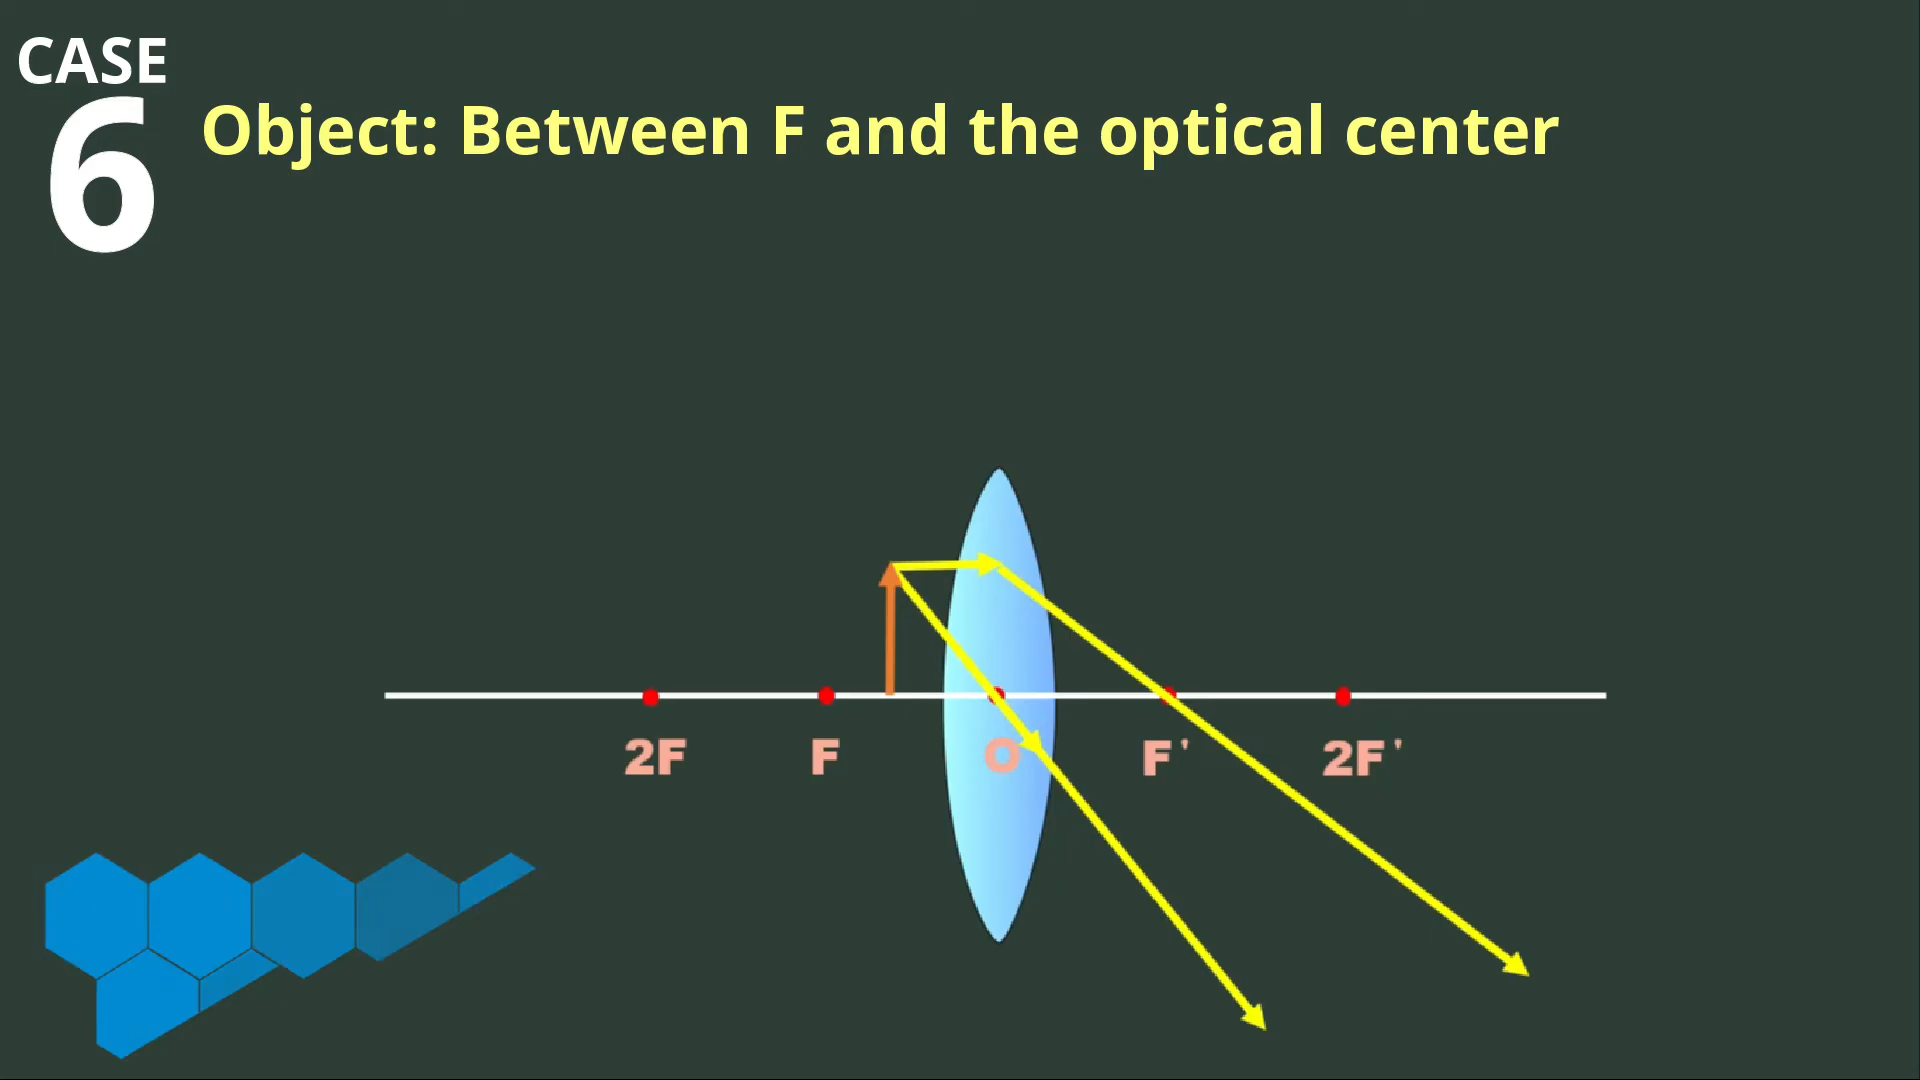 CASE
6
Object: Between F and the optical center
2F F O F' 2F'